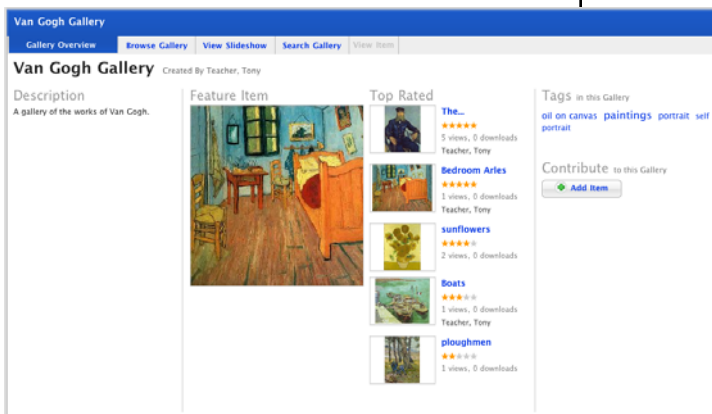 Van Gogh Gallery
Gallery Overview Browse Gallery View Slideshow Search Gallery View Item
Van Gogh Gallery Created By Teacher, Tony
Description
A gallery of the works of Van Gogh.
Feature Item
Top Rated
The...
5 views, 0 downloads
Teacher, Tony
Bedroom Arles
1 views, 0 downloads
Teacher, Tony
sunflowers
2 views, 0 downloads
Boats
1 views, 0 downloads
Teacher, Tony
ploughmen
1 views, 0 downloads
Tags in this Gallery
oil on canvas paintings portrait self
portrait
Contribute to this Gallery
Add Item